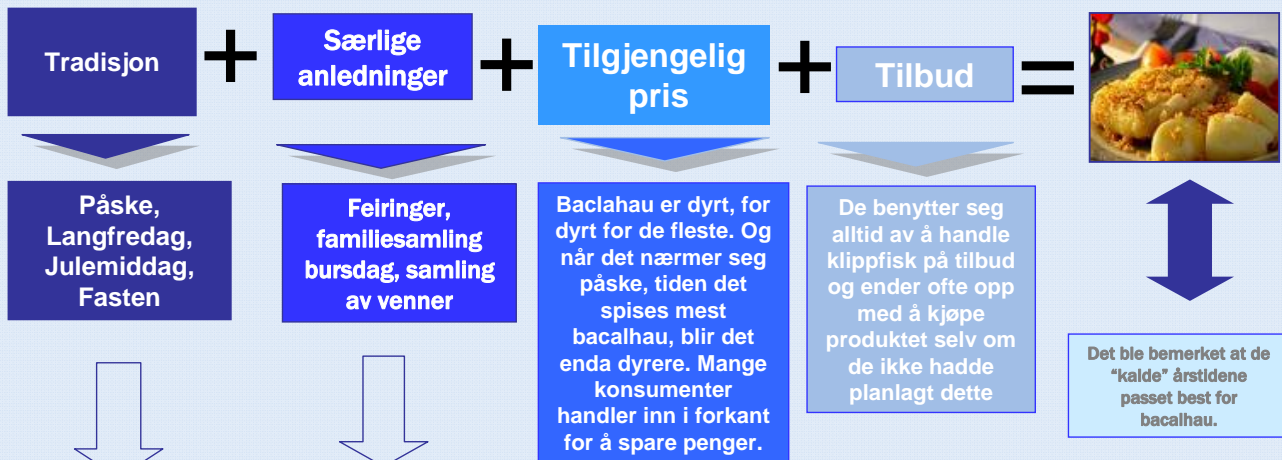 Tradisjon
+
Særlige
anledninger
+
Tilgjengelig
pris
+
Tilbud
=
Påske,
Langfredag,
Julemiddag,
Fasten
Feiringer,
familiesamling
bursdag, samling
av venner
Baclahau er dyrt, for
dyrt for de fleste. Og
når det nærmer seg
påske, tiden det
spises mest
bacalhau, blir det
enda dyrere. Mange
konsumenter
handler inn i forkant
for å spare penger.
De benytter seg
alltid av å handle
klippfisk på tilbud
og ender ofte opp
med å kjøpe
produktet selv om
de ikke hadde
planlagt dette
Det ble bemerket at de
“kalde” årstidene
passet best for
bacalhau.